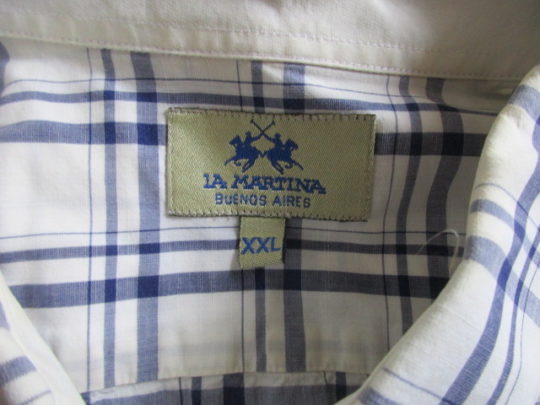 LA MARTINA
BUENOS AIRES
XXL